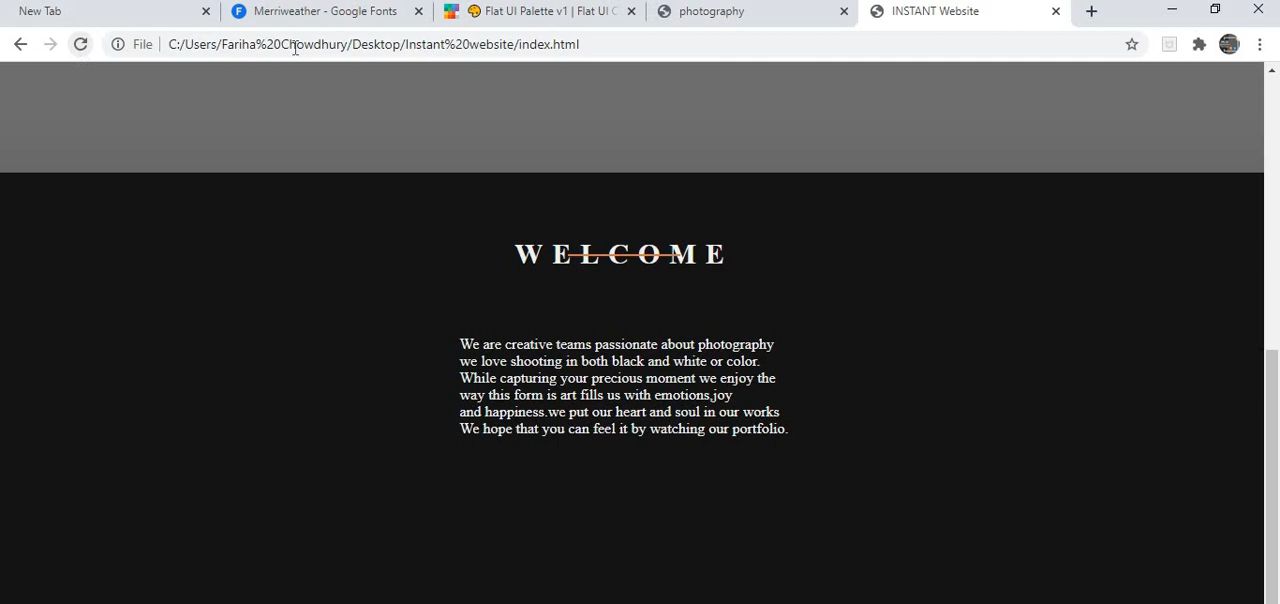 New Tab
Merriweather - Google Fonts
Flat UI Palette v1 | Flat UI C
photography
INSTANT Website
File
C:/Users/Fariha%20Chowdhury/Desktop/Instant%20website/index.html
WELCOME
We are creative teams passionate about photography
we love shooting in both black and white or color.
While capturing your precious moment we enjoy the
way this form is art fills us with emotions,joy
and happiness.we put our heart and soul in our works
We hope that you can feel it by watching our portfolio.